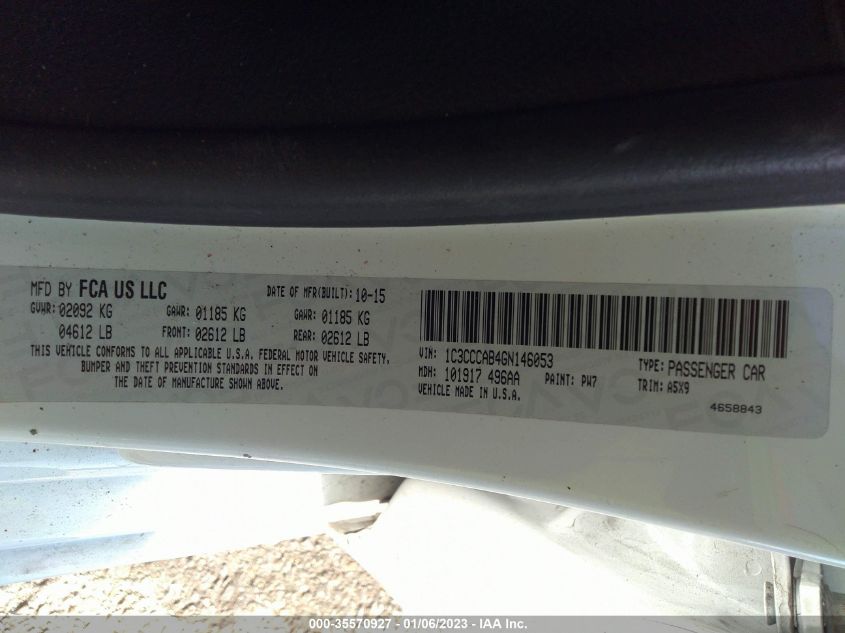 MFD BY FCA US LLC DATE OF MFR(BUILT): 10-15
GVWR: 02092 KG GAWR: 01185 KG GAWR: 01185 KG
04612 LB FRONT: 02612 LB REAR: 02612 LB
THIS VEHICLE CONFORMS TO ALL APPLICABLE U.S.A. FEDERAL MOTOR VEHICLE SAFETY,
BUMPER AND THEFT PREVENTION STANDARDS IN EFFECT ON
THE DATE OF MANUFACTURE SHOWN ABOVE.
VIN: 1C3CCCAB4GN146053 TYPE: PASSENGER CAR
MDH: 101917 496AA PAINT: PW7 TRIM: A5X9
VEHICLE MADE IN U.S.A.
4658843
000-35570927 - 01/06/2023 - IAA Inc.